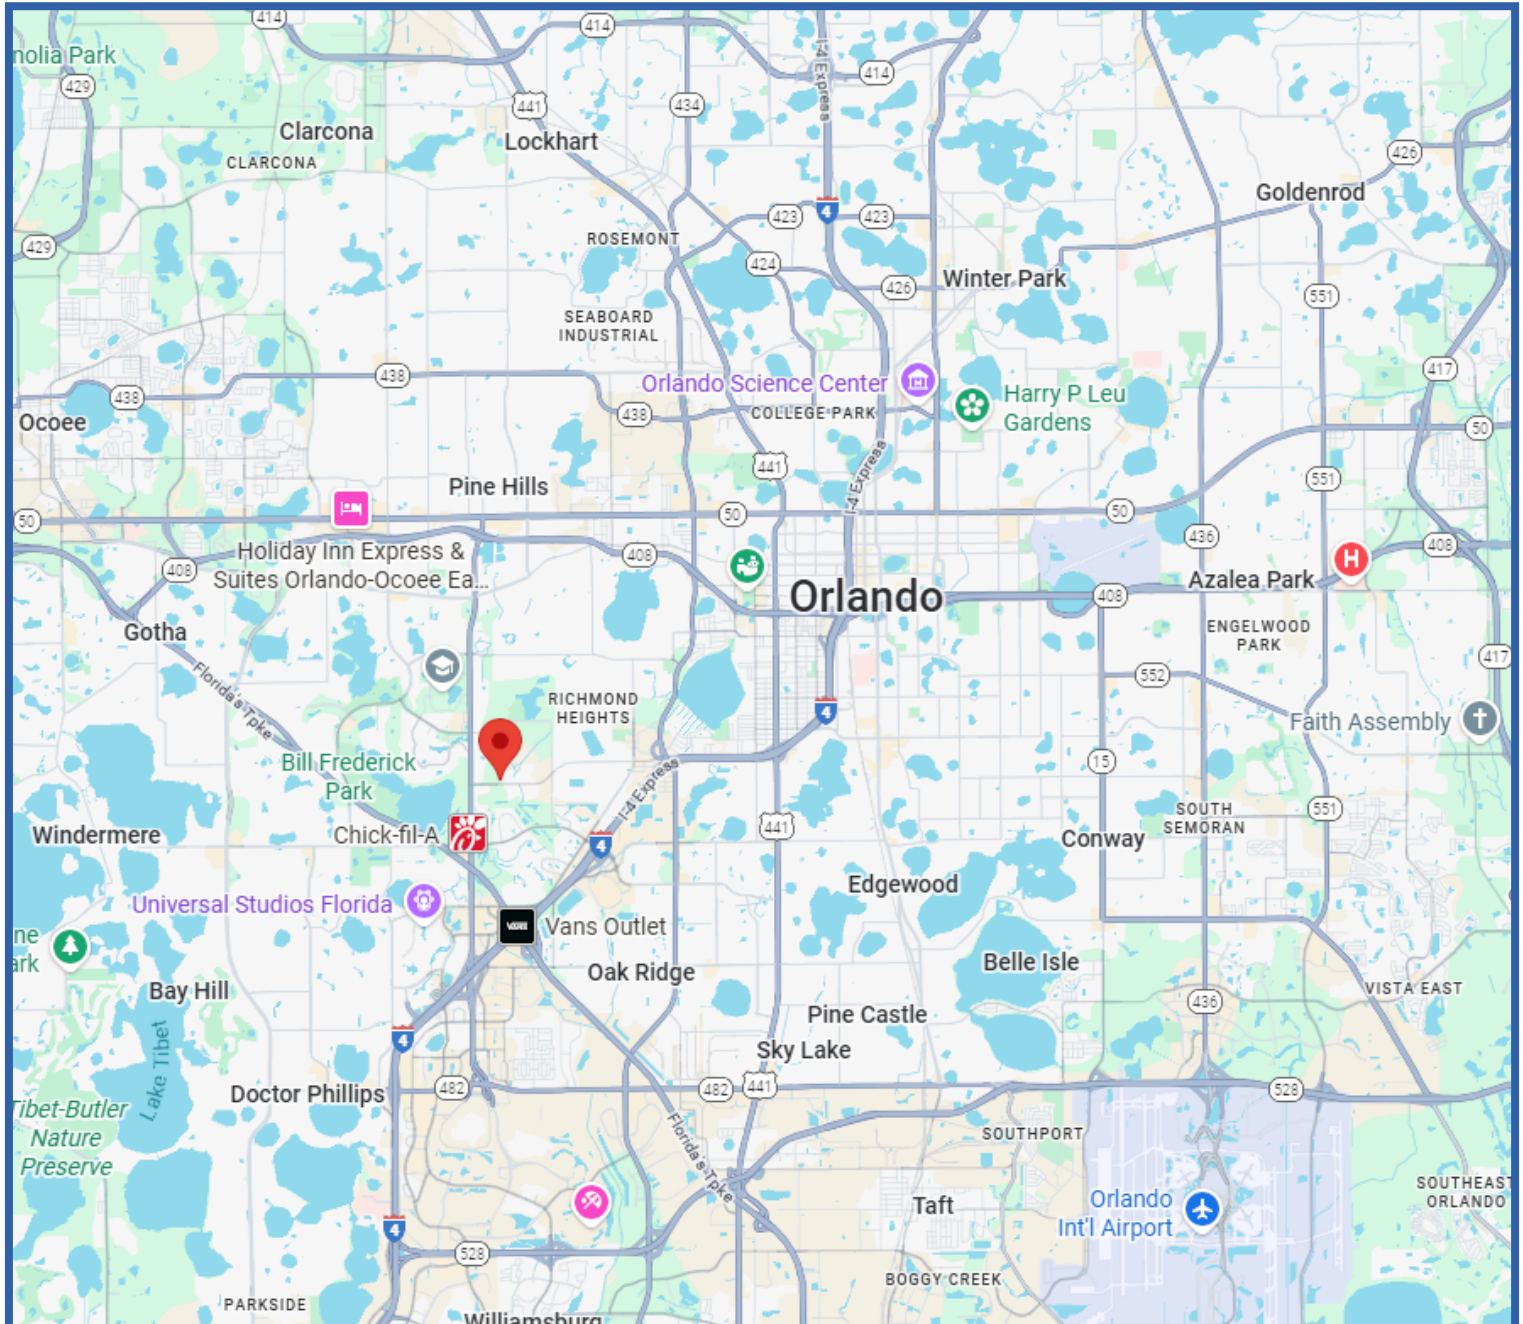 414
414
nolia Park
429
I-4 Express
414
441
434
Clarcona
Lockhart
CLARCONA
426
Goldenrod
4
423
423
429
ROSEMONT
424
Winter Park
426
551
SEABOARD
INDUSTRIAL
438
Orlando Science Center
417
438
Harry P Leu
Gardens
438
COLLEGE PARK
Ocoee
50
441
I-4 Express
Pine Hills
551
50
50
50
436
Holiday Inn Express &
Suites Orlando-Ocoee Ea...
408
408
408
H
Azalea Park
Orlando
408
Gotha
ENGELWOOD
PARK
417
Florida's Tpke
552
RICHMOND
HEIGHTS
4
Faith Assembly
Bill Frederick
Park
15
I-4 Express
SOUTH
SEMORAN
551
Windermere
Chick-fil-A
4
441
Conway
Edgewood
Universal Studios Florida
VANS
Vans Outlet
ne
ark
Oak Ridge
Belle Isle
Bay Hill
VISTA EAST
436
Pine Castle
4
Sky Lake
Lake Tibet
Doctor Phillips
482
482
441
528
Tibet-Butler
Nature
Preserve
Florida's Tpke
SOUTHPORT
SOUTHEAST
ORLANDO
Taft
Orlando
Int'l Airport
4
528
BOGGY CREEK
PARKSIDE
Williamsburg